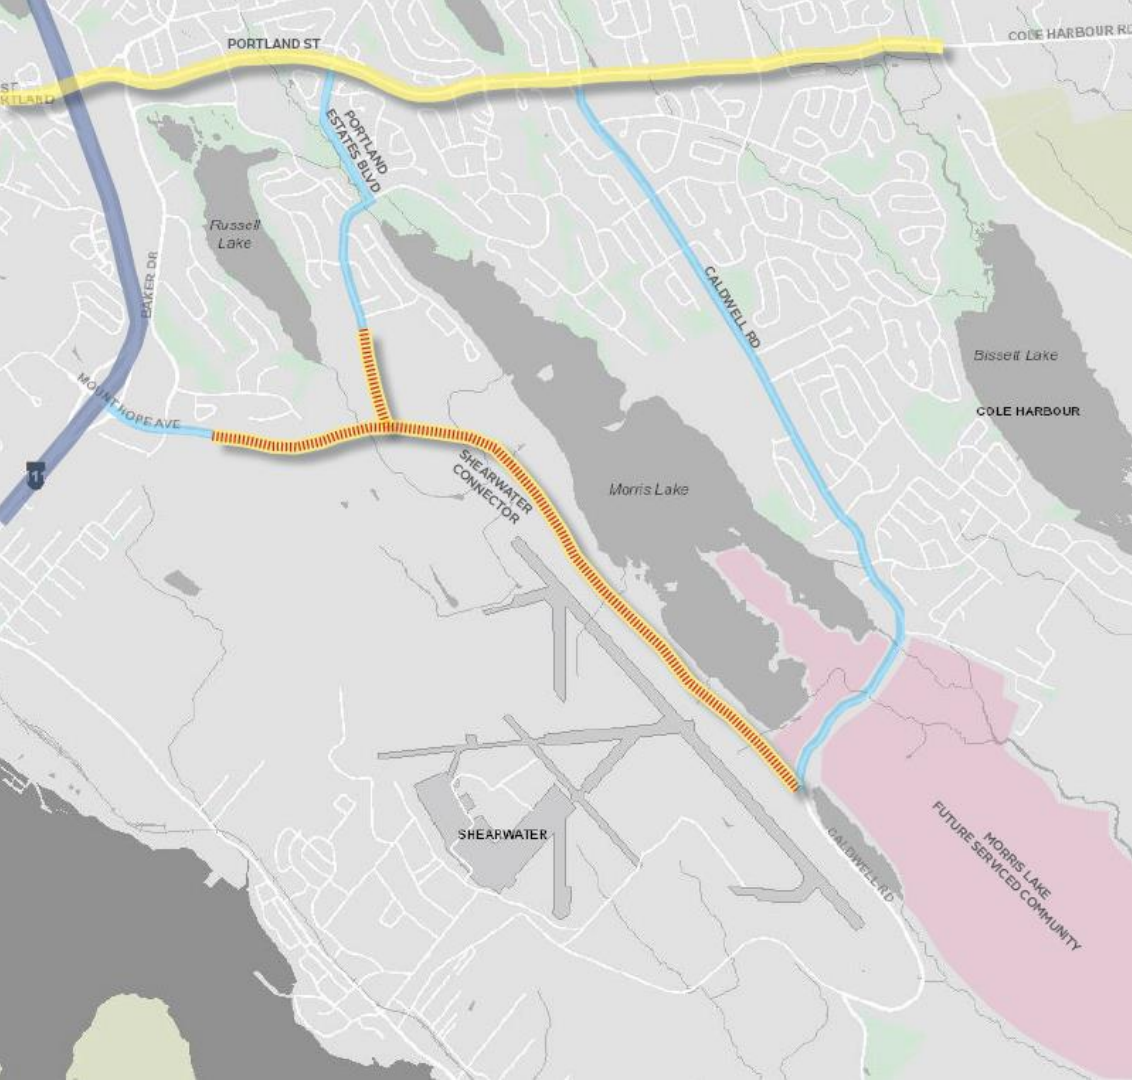 PORTLAND ST
COLE HARBOUR RD
ST
PORTLAND
ESTATES BLVD
Russell
Lake
BAKER DR
CALDWELL RD
Bissett Lake
MOUNT HOPE AVE
COLE HARBOUR
111
SHEARWATER
CONNECTOR
Morris Lake
SHEARWATER
CALDWELL RD
MORRIS LAKE
FUTURE SERVICED COMMUNITY